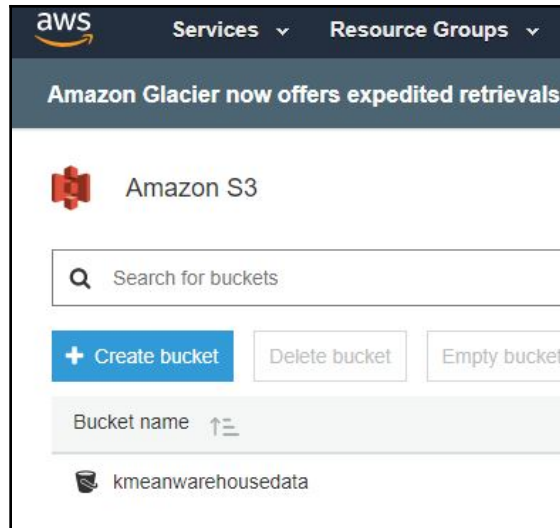 aws Services Resource Groups
Amazon Glacier now offers expedited retrievals
Amazon S3
Search for buckets
+ Create bucket Delete bucket Empty bucket
Bucket name
kmeanwarehousedata